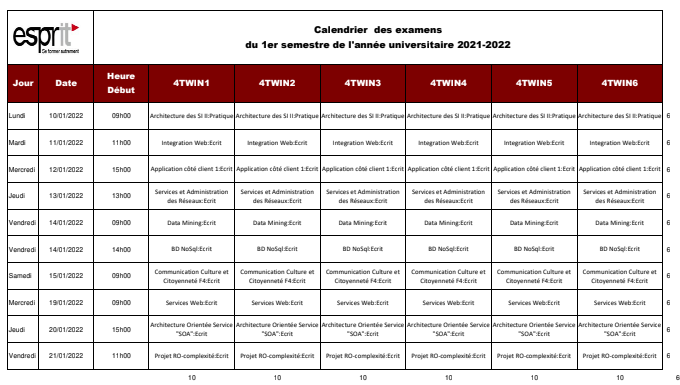 esprit
Se former autrement
Calendrier des examens
du 1er semestre de l'année universitaire 2021-2022
Jour Date Heure Début 4TWIN1 4TWIN2 4TWIN3 4TWIN4 4TWIN5 4TWIN6
Lundi 10/01/2022 09h00 Architecture des SI II:Pratique Architecture des SI II:Pratique Architecture des SI II:Pratique Architecture des SI II:Pratique Architecture des SI II:Pratique Architecture des SI II:Pratique 6
Mardi 11/01/2022 11h00 Integration Web:Ecrit Integration Web:Ecrit Integration Web:Ecrit Integration Web:Ecrit Integration Web:Ecrit Integration Web:Ecrit 6
Mercredi 12/01/2022 15h00 Application côté client 1:Ecrit Application côté client 1:Ecrit Application côté client 1:Ecrit Application côté client 1:Ecrit Application côté client 1:Ecrit Application côté client 1:Ecrit 6
Jeudi 13/01/2022 13h00 Services et Administration des Réseaux:Ecrit Services et Administration des Réseaux:Ecrit Services et Administration des Réseaux:Ecrit Services et Administration des Réseaux:Ecrit Services et Administration des Réseaux:Ecrit Services et Administration des Réseaux:Ecrit 6
Vendredi 14/01/2022 09h00 Data Mining:Ecrit Data Mining:Ecrit Data Mining:Ecrit Data Mining:Ecrit Data Mining:Ecrit Data Mining:Ecrit 6
Vendredi 14/01/2022 14h00 BD NoSql:Ecrit BD NoSql:Ecrit BD NoSql:Ecrit BD NoSql:Ecrit BD NoSql:Ecrit BD NoSql:Ecrit 6
Samedi 15/01/2022 09h00 Communication Culture et Citoyenneté F4:Ecrit Communication Culture et Citoyenneté F4:Ecrit Communication Culture et Citoyenneté F4:Ecrit Communication Culture et Citoyenneté F4:Ecrit Communication Culture et Citoyenneté F4:Ecrit Communication Culture et Citoyenneté F4:Ecrit 6
Mercredi 19/01/2022 09h00 Services Web:Ecrit Services Web:Ecrit Services Web:Ecrit Services Web:Ecrit Services Web:Ecrit Services Web:Ecrit 6
Jeudi 20/01/2022 15h00 Architecture Orientée Service "SOA":Ecrit Architecture Orientée Service "SOA":Ecrit Architecture Orientée Service "SOA":Ecrit Architecture Orientée Service "SOA":Ecrit Architecture Orientée Service "SOA":Ecrit Architecture Orientée Service "SOA":Ecrit 6
Vendredi 21/01/2022 11h00 Projet RO-complexité:Ecrit Projet RO-complexité:Ecrit Projet RO-complexité:Ecrit Projet RO-complexité:Ecrit Projet RO-complexité:Ecrit Projet RO-complexité:Ecrit 6
10 10 10 10 10 10 6